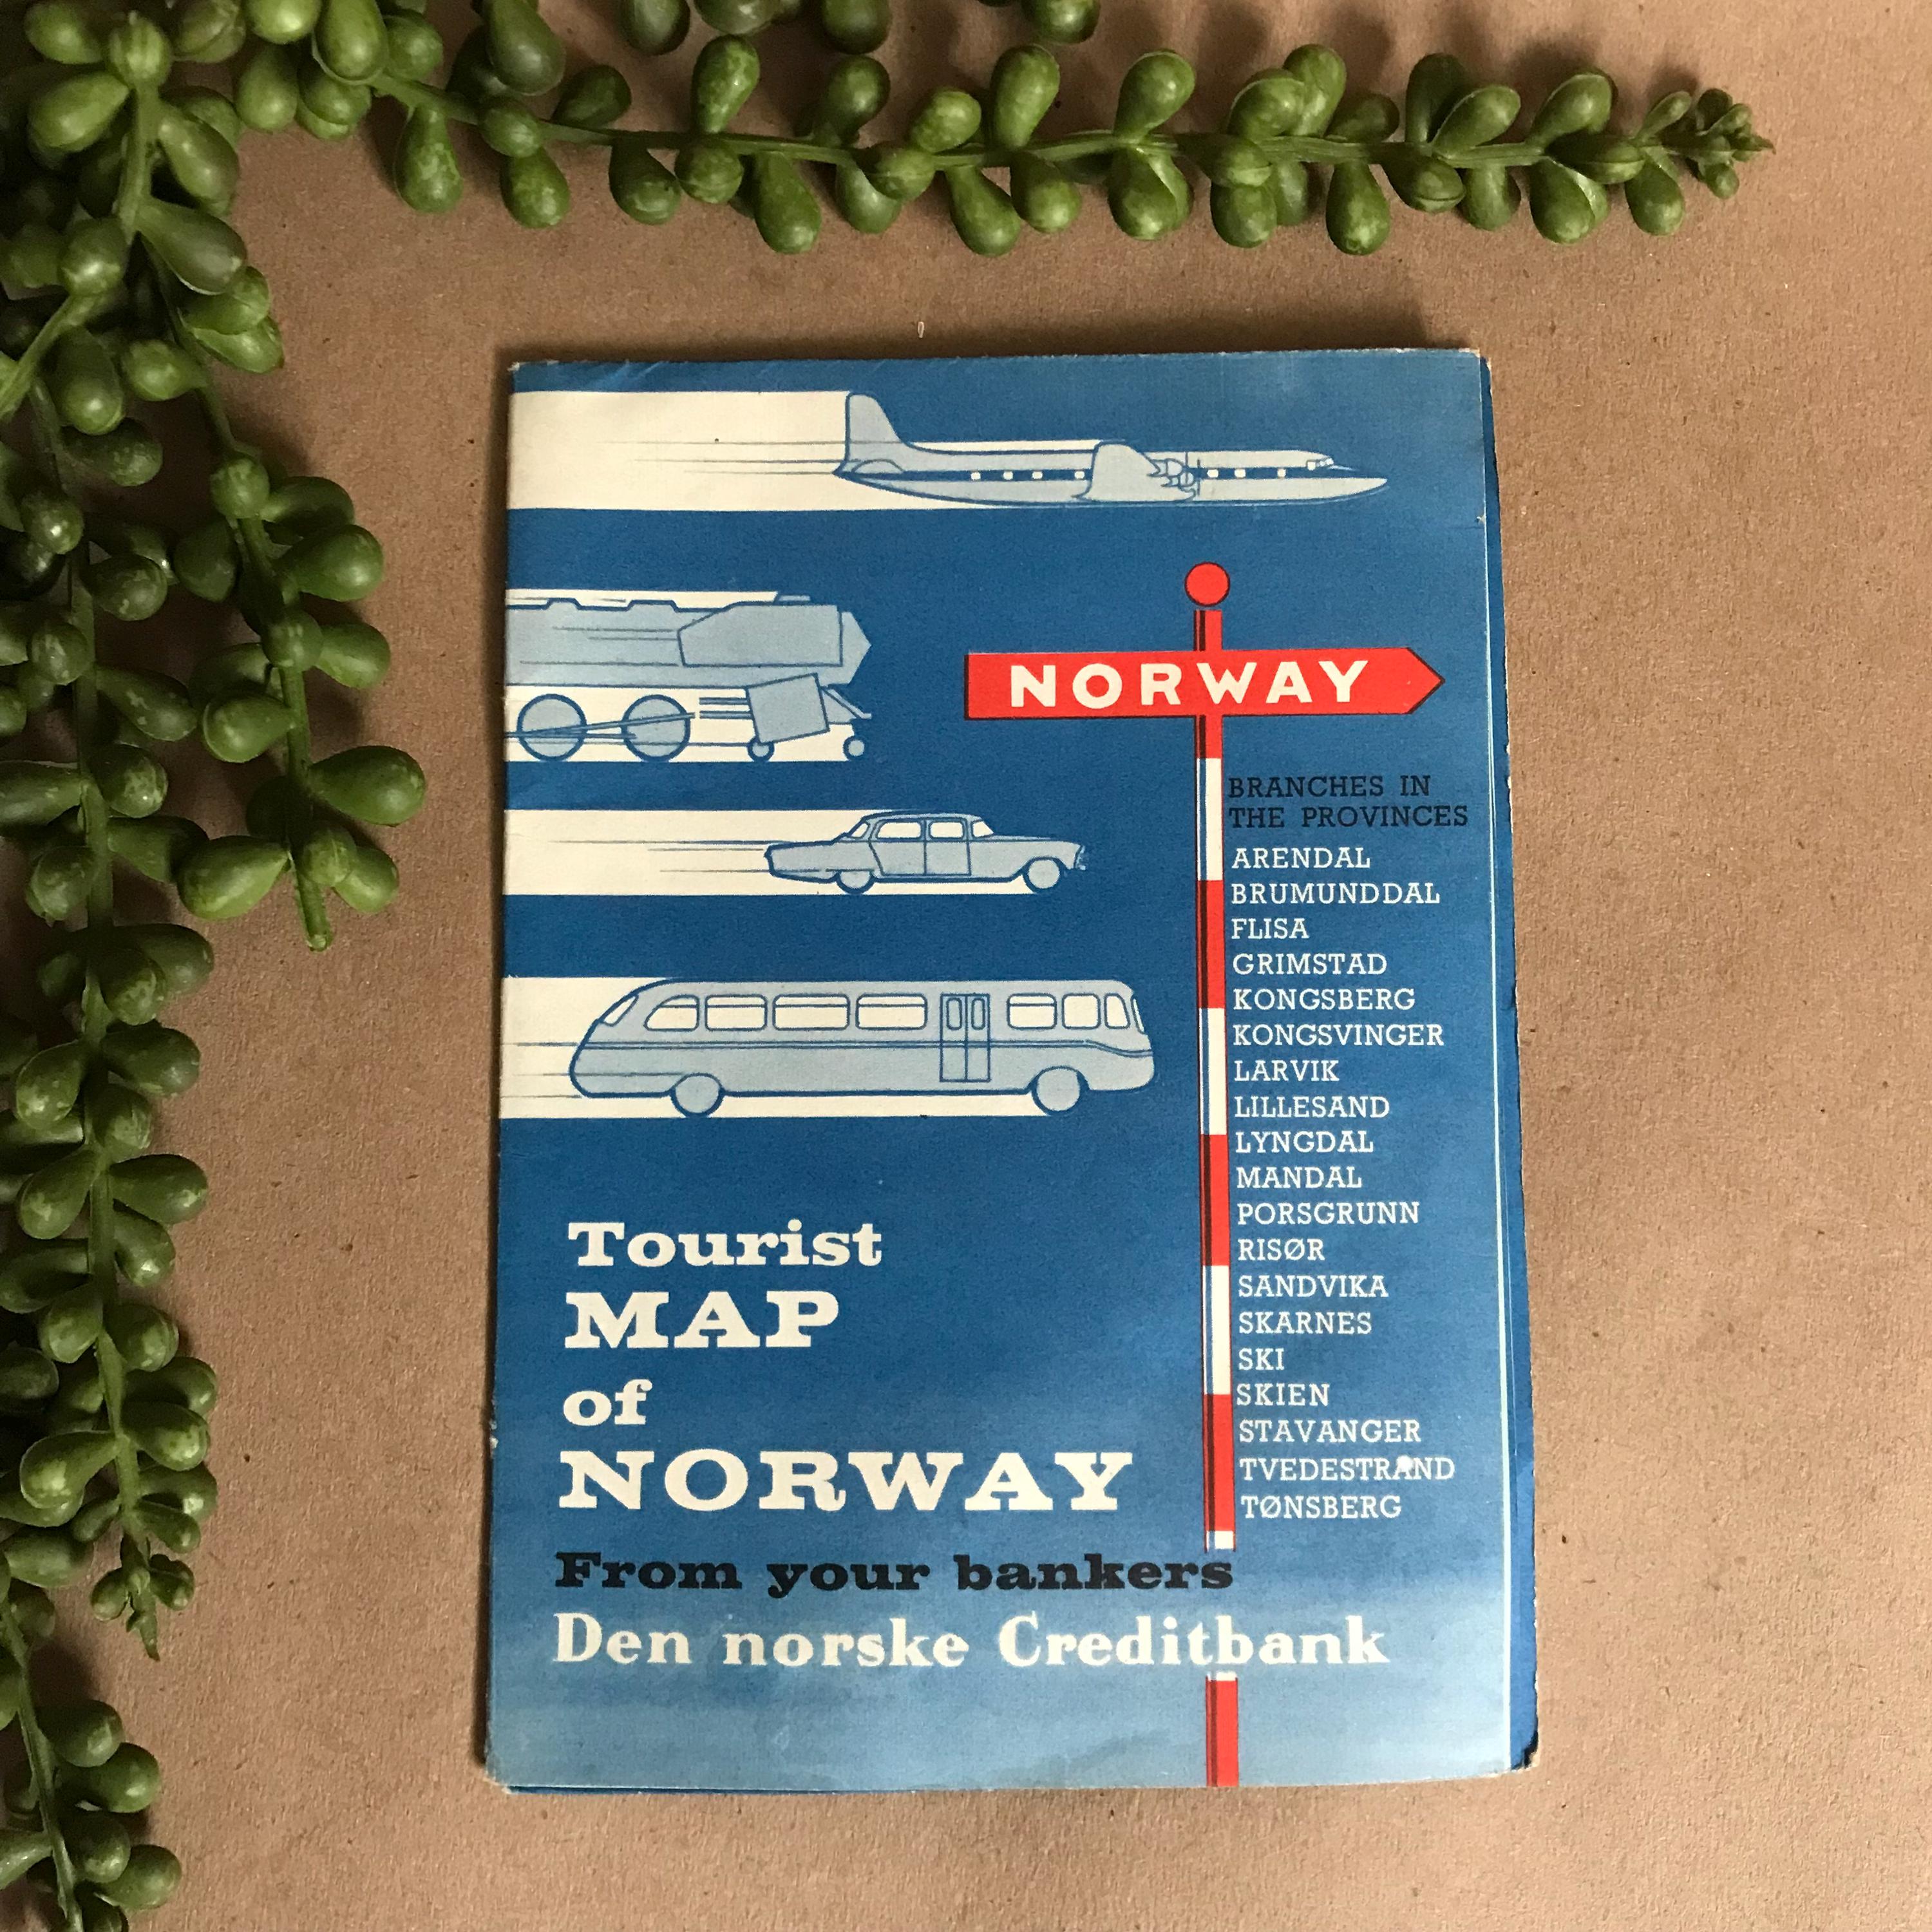 NORWAY
BRANCHES IN
THE PROVINCES
ARENDAL
BRUMUNDDAL
FLISA
GRIMSTAD
KONGSBERG
KONGSVINGER
LARVIK
LILLESAND
LYNGDAL
MANDAL
PORSGRUNN
RISØR
SANDVIKA
SKARNES
SKI
SKIEN
STAVANGER
TVEDESTRAND
TØNSBERG
Tourist
MAP
of
NORWAY
From your bankers
Den norske Creditbank